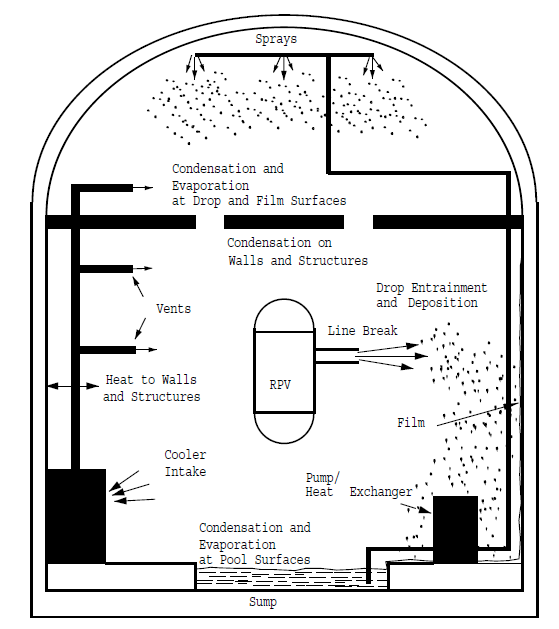 Sprays
Condensation and
Evaporation
at Drop and Film Surfaces
Condensation on
Walls and Structures
Drop Entrainment
and Deposition
Vents
Line Break
RPV
Heat to Walls
and Structures
Film
Cooler
Intake
Pump/
Heat Exchanger
Condensation and
Evaporation
at Pool Surfaces
Sump